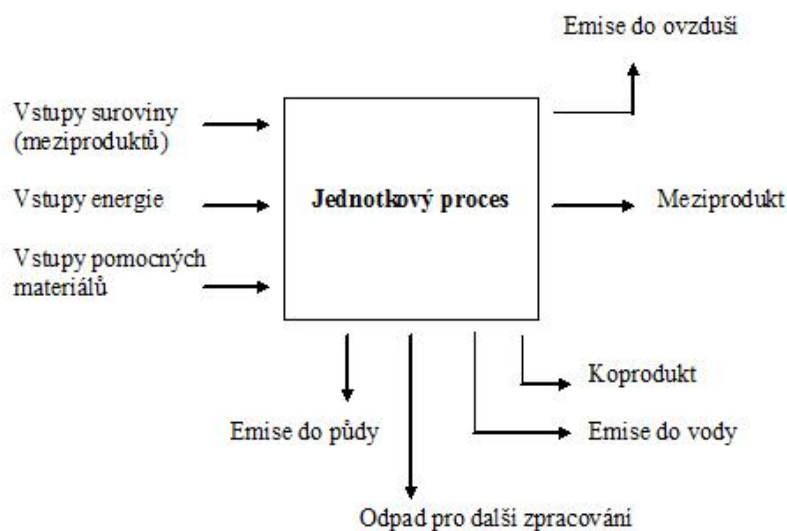 Emise do ovzduší
Vstupy suroviny
(meziproduktů)
Vstupy energie
Jednotkový proces
Meziprodukt
Vstupy pomocných
materiálů
Koprodukt
Emise do půdy
Emise do vody
Odpad pro další zpracování